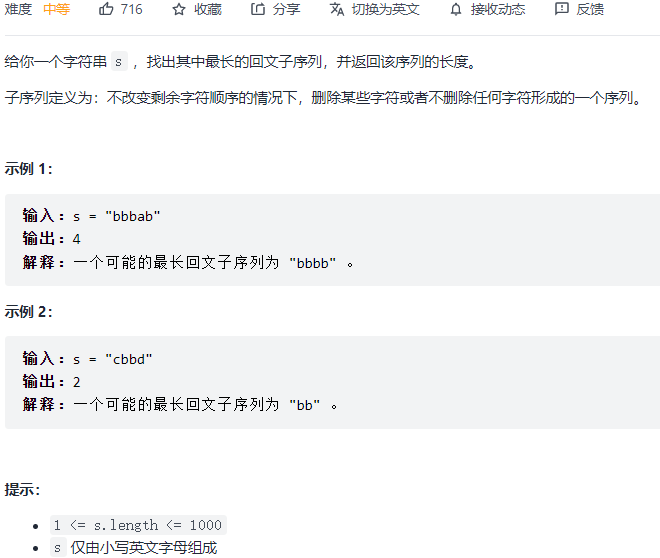 难度 中等 716 收藏 分享 切换为英文 接收动态 反馈
给你一个字符串 s ，找出其中最长的回文子序列，并返回该序列的长度。
子序列定义为：不改变剩余字符顺序的情况下，删除某些字符或者不删除任何字符形成的一个序列。
示例 1：
输入：s = "bbbab"
输出：4
解释：一个可能的最长回文子序列为 "bbbb" 。
示例 2：
输入：s = "cbbd"
输出：2
解释：一个可能的最长回文子序列为 "bb" 。
提示：
1 <= s.length <= 1000
s 仅由小写英文字母组成